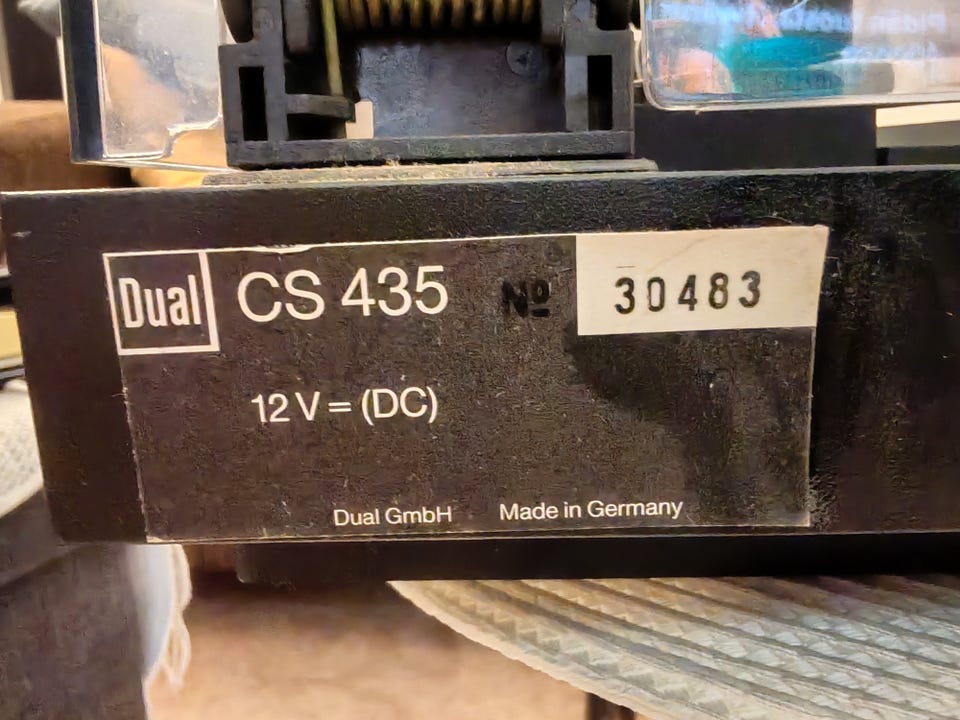 Dual CS 435 № 30483
12 V = (DC)
Dual GmbH Made in Germany